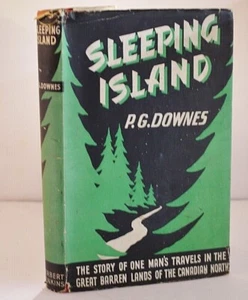 SLEEPING
ISLAND
P.G. DOWNES
THE STORY OF ONE MAN'S TRAVELS IN THE
GREAT BARREN LANDS OF THE CANADIAN NORTH
SLEEPING
ISLAND
DOWNES